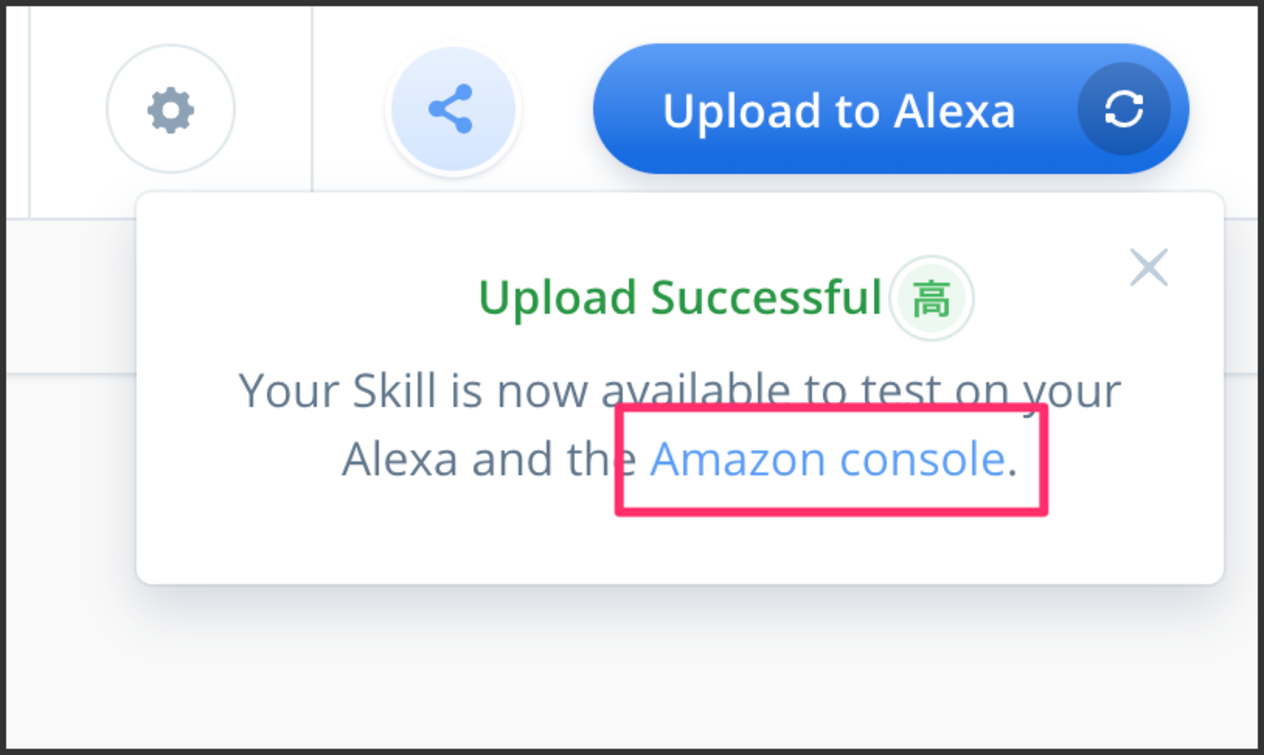 Upload to Alexa
Upload Successful 高
Your Skill is now available to test on your
Alexa and the Amazon console.